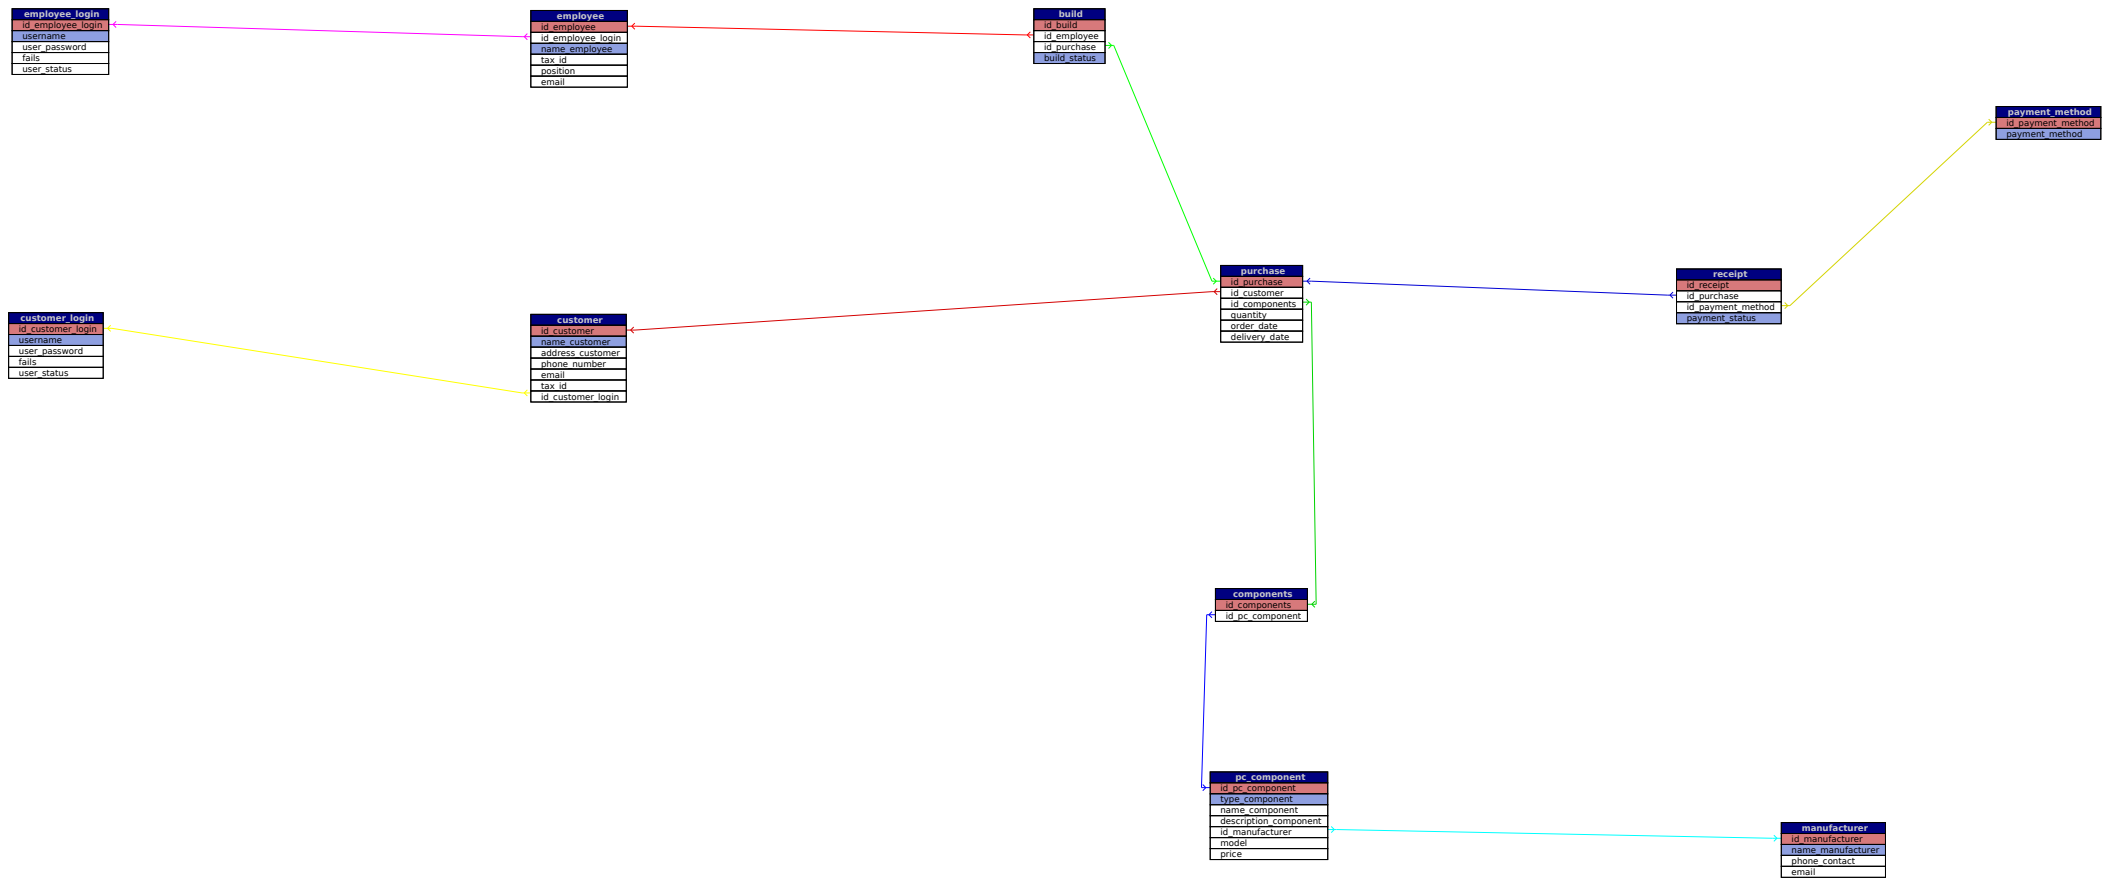 employee_login
id_employee_login
username
user_password
fails
user_status
employee
id_employee
id_employee_login
name_employee
tax_id
position
email
build
id_build
id_employee
id_purchase
build_status
payment_method
id_payment_method
payment_method
purchase
id_purchase
id_customer
id_components
quantity
order_date
delivery_date
receipt
id_receipt
id_purchase
id_payment_method
payment_status
customer_login
id_customer_login
username
user_password
fails
user_status
customer
id_customer
name_customer
address_customer
phone_number
email
tax_id
id_customer_login
components
id_components
id_pc_component
pc_component
id_pc_component
type_component
name_component
description_component
id_manufacturer
model
price
manufacturer
id_manufacturer
name_manufacturer
phone_contact
email